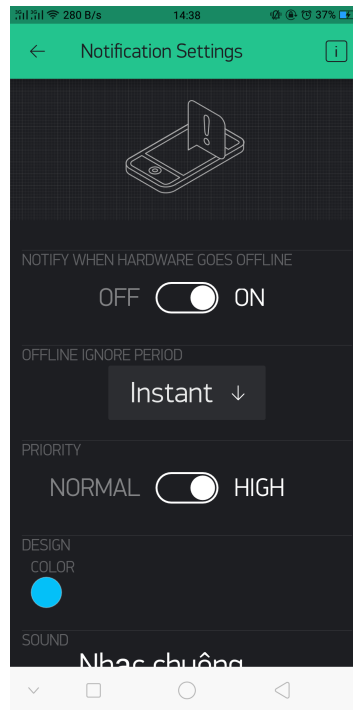 280 B/s 14:38 37%
Notification Settings
NOTIFY WHEN HARDWARE GOES OFFLINE
OFF ON
OFFLINE IGNORE PERIOD
Instant
PRIORITY
NORMAL HIGH
DESIGN
COLOR
SOUND
Nhạc chuông